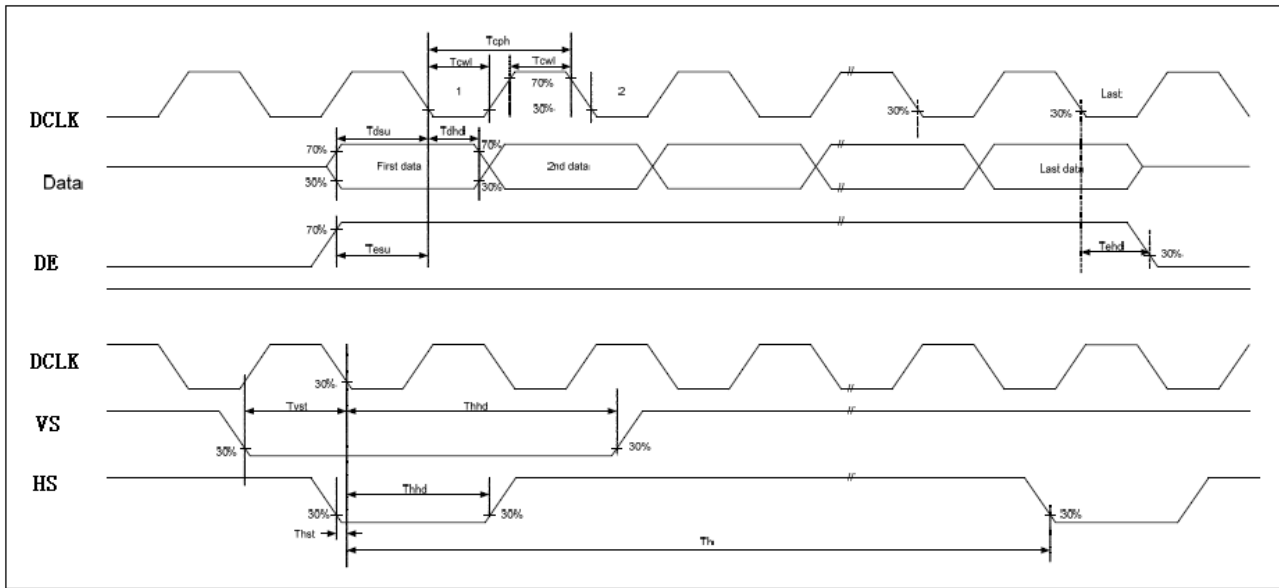 Tcph
Tcwl Tcwl
1 70% 2 Last
30% 30% 30%
DCLK
Tdsu Tdhd
70% 70%
First data 2nd data Last data
30% 30%
Data
70%
Tesu Tehd
DE 30%
DCLK
30%
Tvst Thhd
VS
30% 30%
HS
Thhd
30% 30% 30%
Thst
Th